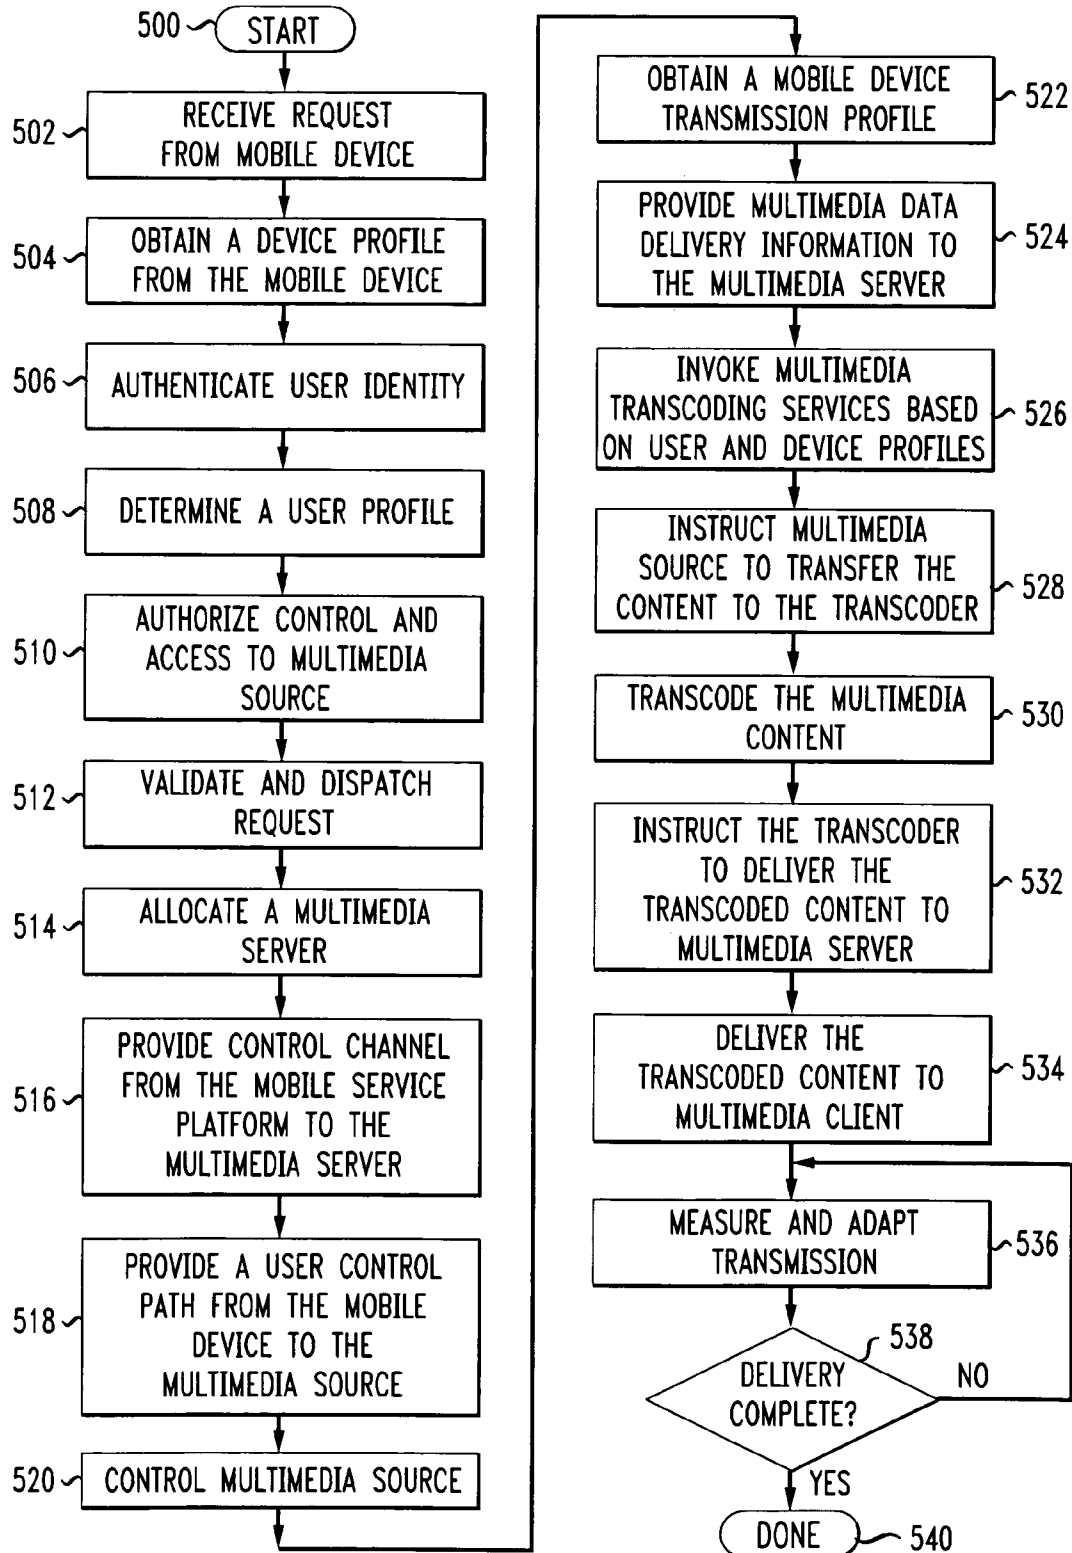 500
START
502
RECEIVE REQUEST
FROM MOBILE DEVICE
504
OBTAIN A DEVICE PROFILE
FROM THE MOBILE DEVICE
506
AUTHENTICATE USER IDENTITY
508
DETERMINE A USER PROFILE
510
AUTHORIZE CONTROL AND
ACCESS TO MULTIMEDIA
SOURCE
512
VALIDATE AND DISPATCH
REQUEST
514
ALLOCATE A MULTIMEDIA
SERVER
516
PROVIDE CONTROL CHANNEL
FROM THE MOBILE SERVICE
PLATFORM TO THE
MULTIMEDIA SERVER
518
PROVIDE A USER CONTROL
PATH FROM THE MOBILE
DEVICE TO THE
MULTIMEDIA SOURCE
520
CONTROL MULTIMEDIA SOURCE
OBTAIN A MOBILE DEVICE
TRANSMISSION PROFILE
522
PROVIDE MULTIMEDIA DATA
DELIVERY INFORMATION TO
THE MULTIMEDIA SERVER
524
INVOKE MULTIMEDIA
TRANSCODING SERVICES BASED
ON USER AND DEVICE PROFILES
526
INSTRUCT MULTIMEDIA
SOURCE TO TRANSFER THE
CONTENT TO THE TRANSCODER
528
TRANSCODE THE MULTIMEDIA
CONTENT
530
INSTRUCT THE TRANSCODER
TO DELIVER THE
TRANSCODED CONTENT TO
MULTIMEDIA SERVER
532
DELIVER THE
TRANSCODED CONTENT TO
MULTIMEDIA CLIENT
534
MEASURE AND ADAPT
TRANSMISSION
536
538
DELIVERY
COMPLETE?
NO
YES
DONE
540